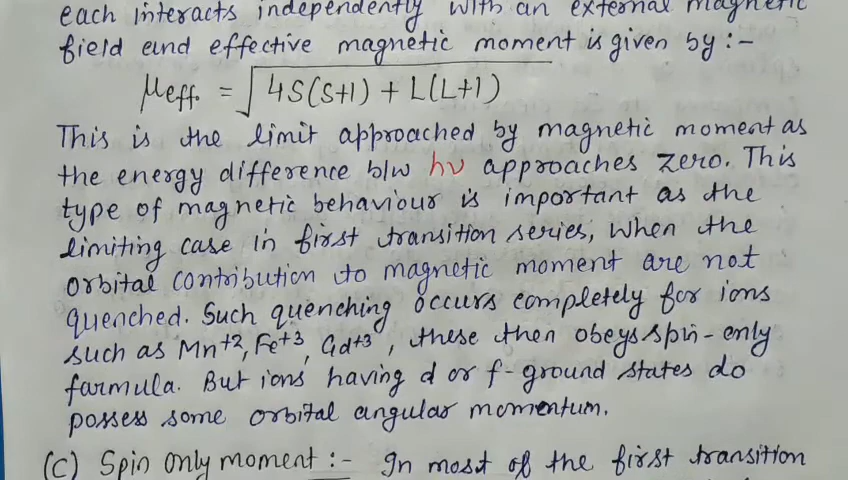 each interacts independently with an external magnetic
field and effective magnetic moment is given by :-
μeff. = √4S(S+1) + L(L+1)
This is the limit approached by magnetic moment as
the energy difference b/w hν approaches zero. This
type of magnetic behaviour is important as the
limiting case in first transition series, when the
orbital contribution to magnetic moment are not
quenched. Such quenching occurs completely for ions
such as Mn+2, Fe+3, Gd+3, these then obeys spin-only
farmula. But ions having d or f-ground states do
possess some orbital angular momentum.
(C) Spin Only moment :- In most of the first transition